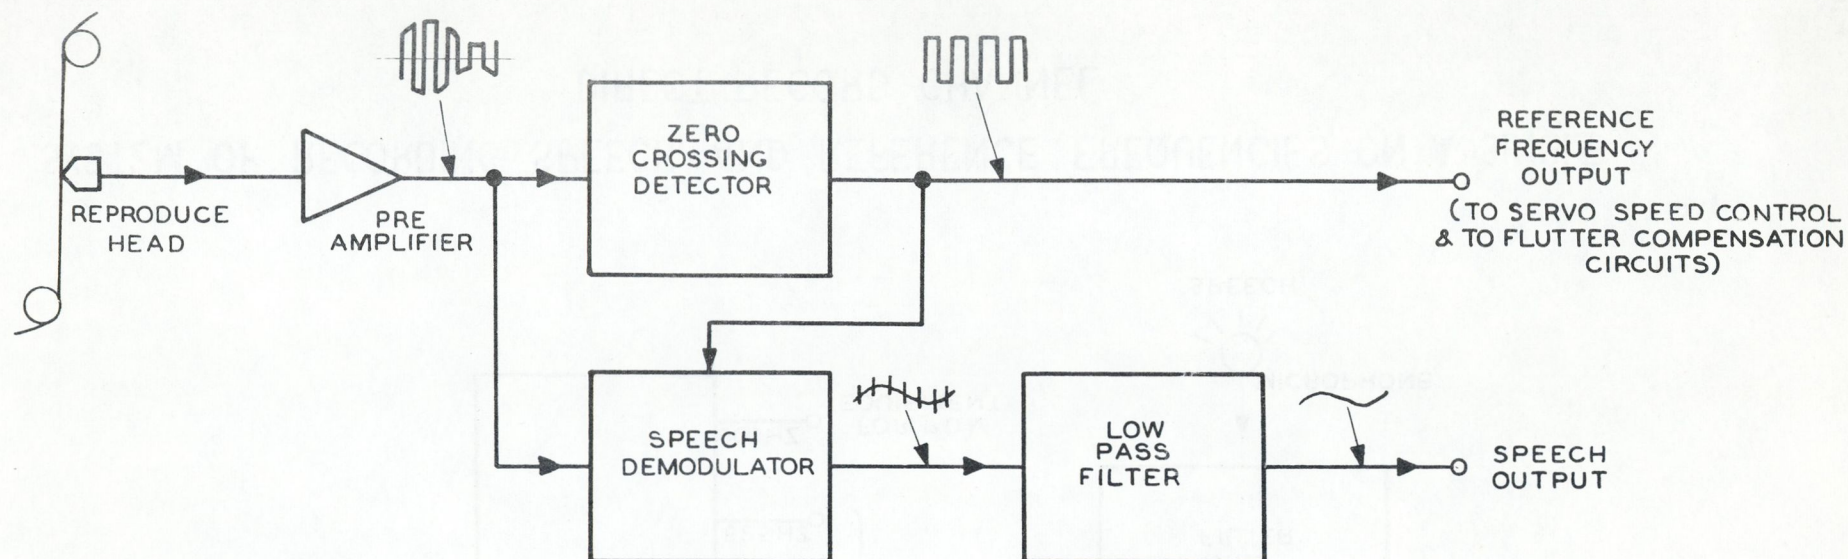 ZERO
CROSSING
DETECTOR
REFERENCE
FREQUENCY
OUTPUT
(TO SERVO SPEED CONTROL
& TO FLUTTER COMPENSATION
CIRCUITS)
REPRODUCE
HEAD
PRE
AMPLIFIER
SPEECH
DEMODULATOR
LOW
PASS
FILTER
SPEECH
OUTPUT